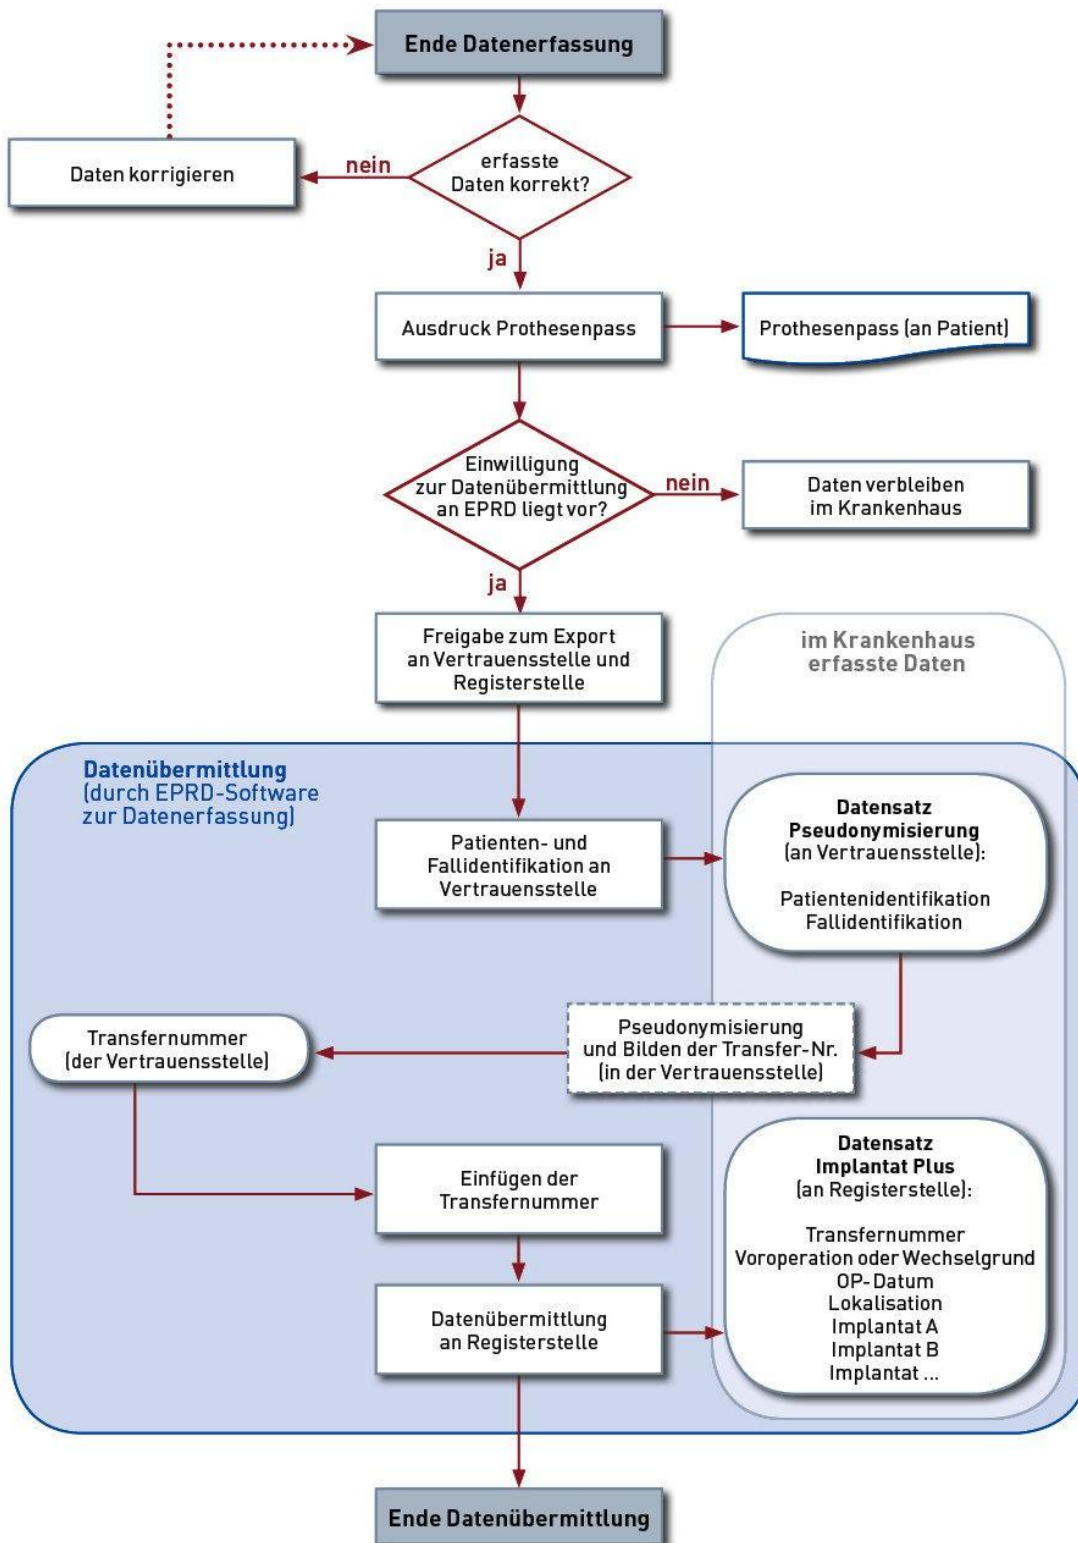 Ende Datenerfassung
erfasste
Daten korrekt?
nein
Daten korrigieren
ja
Ausdruck Prothesenpass
Prothesenpass (an Patient)
Einwilligung
zur Datenübermittlung
an EPRD liegt vor?
nein
Daten verbleiben
im Krankenhaus
ja
Freigabe zum Export
an Vertrauensstelle und
Registerstelle
im Krankenhaus
erfasste Daten
Datenübermittlung
(durch EPRD-Software
zur Datenerfassung)
Patienten- und
Fallidentifikation an
Vertrauensstelle
Datensatz
Pseudonymisierung
(an Vertrauensstelle):
Patientenidentifikation
Fallidentifikation
Pseudonymisierung
und Bilden der Transfer-Nr.
(in der Vertrauensstelle)
Transfernummer
(der Vertrauensstelle)
Einfügen der
Transfernummer
Datenübermittlung
an Registerstelle
Datensatz
Implantat Plus
(an Registerstelle):
Transfernummer
Voroperation oder Wechselgrund
OP-Datum
Lokalisation
Implantat A
Implantat B
Implantat ...
Ende Datenübermittlung